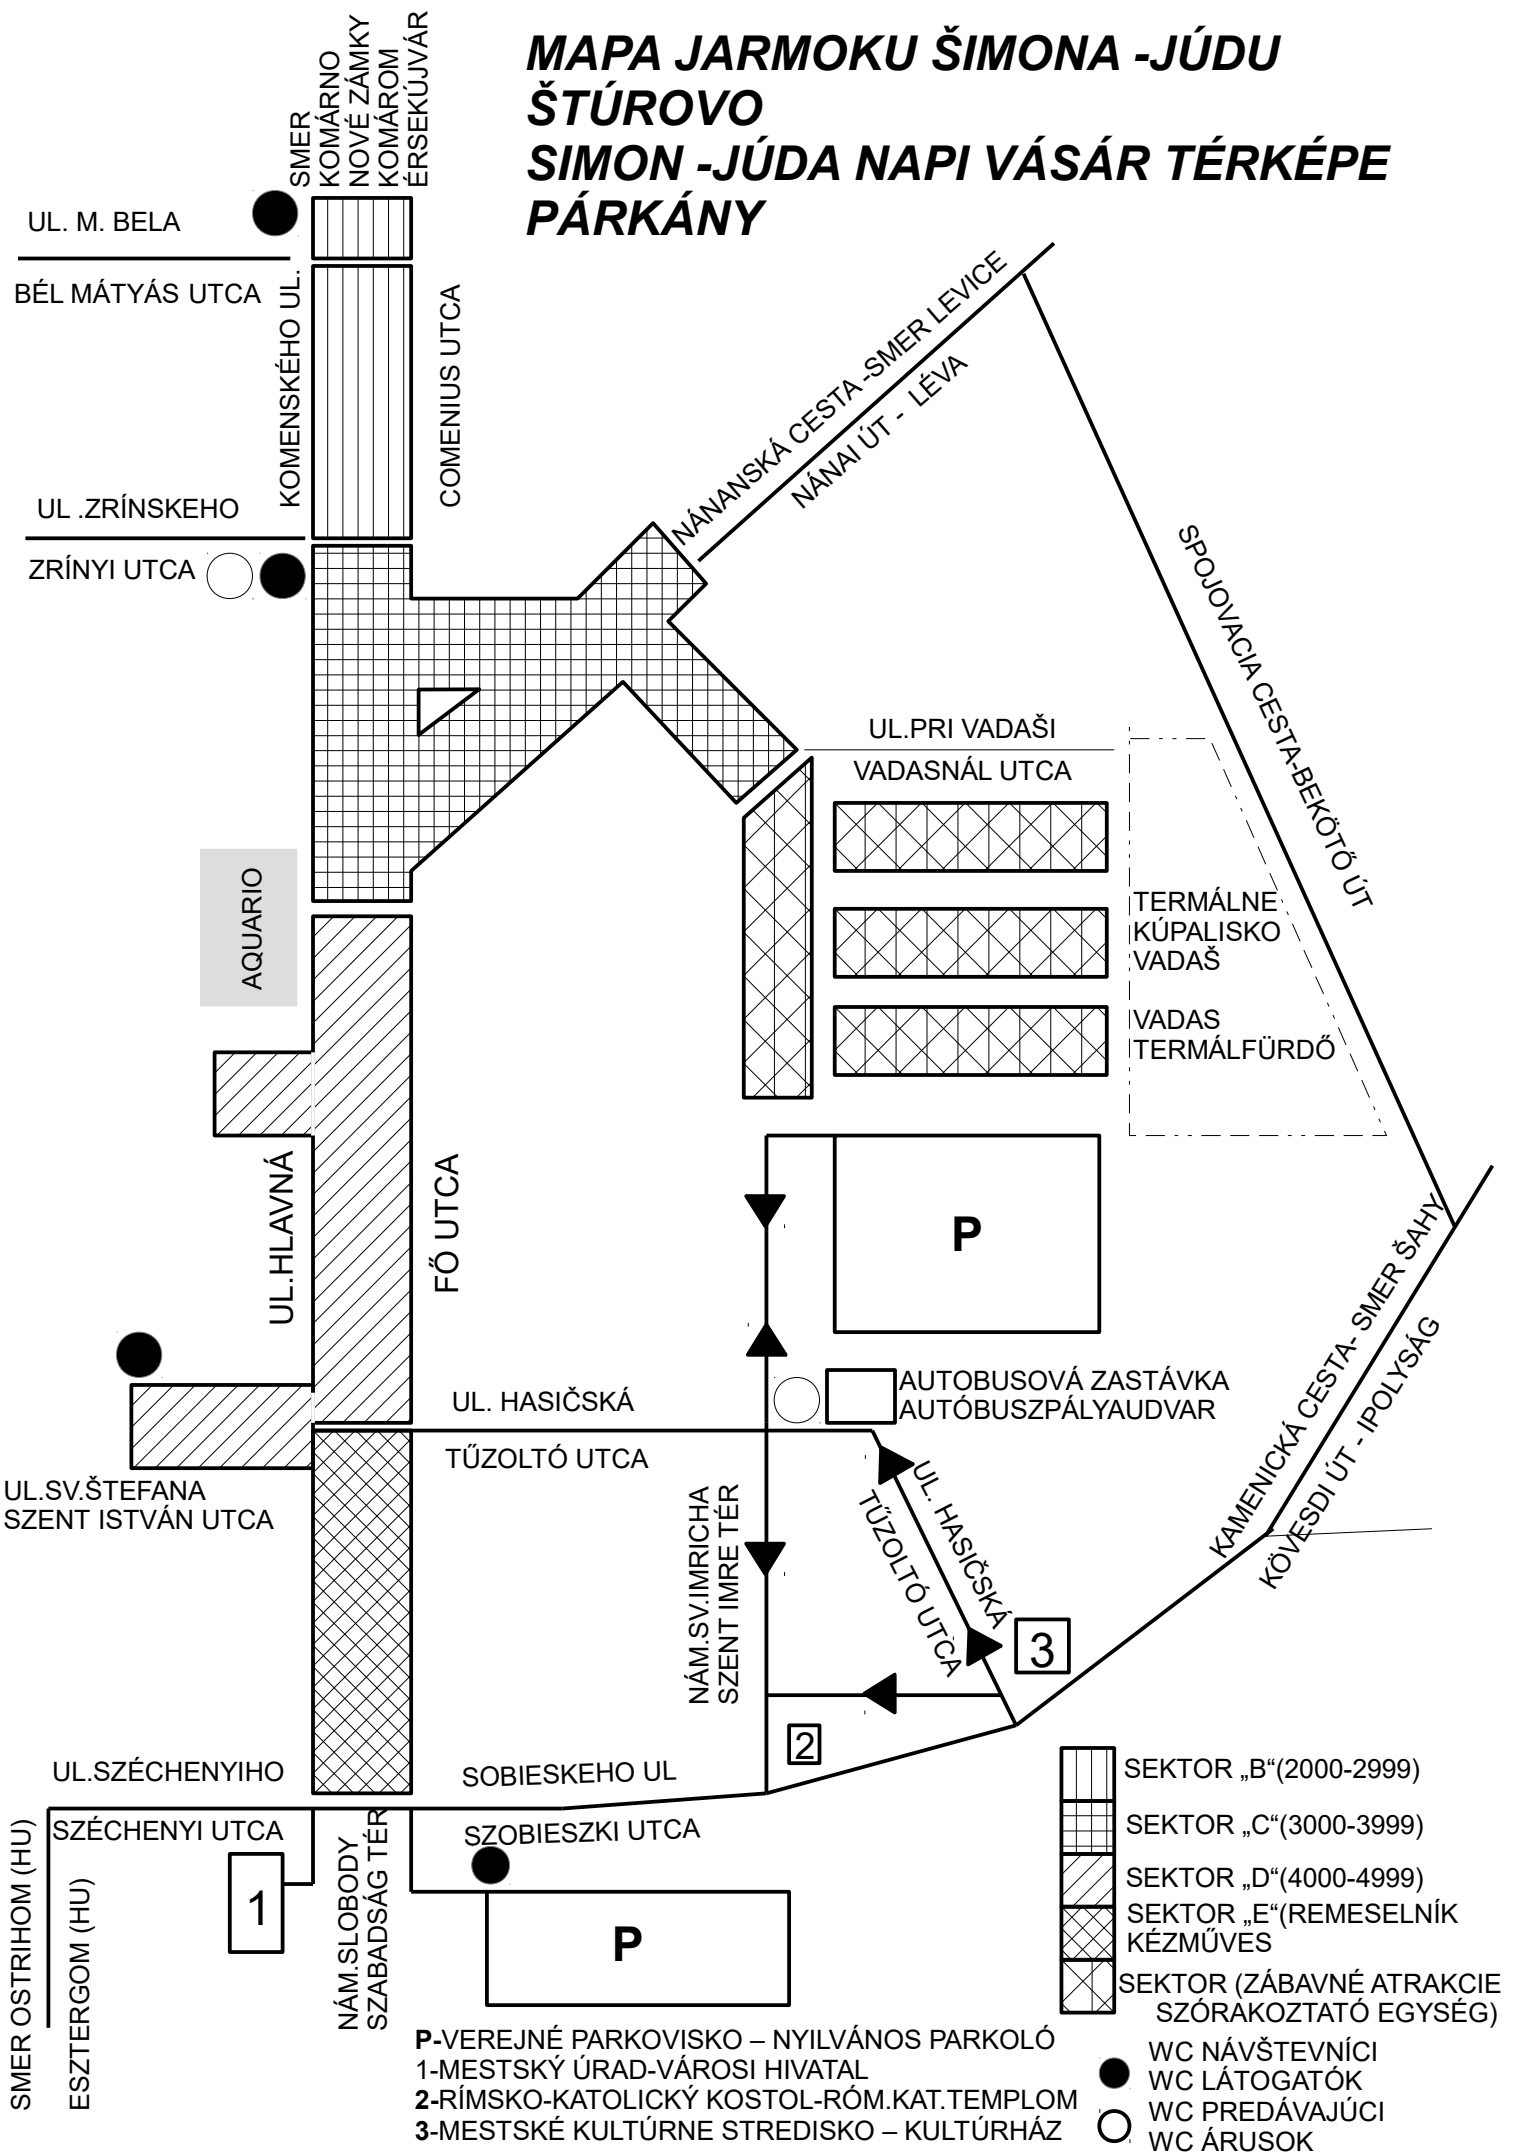 MAPA JARMOKU ŠIMONA -JÚDU
ŠTÚROVO
SIMON -JÚDA NAPI VÁSÁR TÉRKÉPE
PÁRKÁNY
SMER
KOMÁRNO
NOVÉ ZÁMKY
KOMÁROM
ÉRSEKÚJVÁR
UL. M. BELA
BÉL MÁTYÁS UTCA
KOMENSKÉHO UL.
COMENIUS UTCA
NÁNANSKÁ CESTA -SMER LEVICE
NÁNAI ÚT - LÉVA
UL .ZRÍNSKEHO
ZRÍNYI UTCA
SPOJOVACIA CESTA-BEKÖTŐ ÚT
UL.PRI VADAŠI
VADASNÁL UTCA
AQUARIO
TERMÁLNE
KÚPALISKO
VADAŠ
VADAS
TERMÁLFÜRDŐ
UL.HLAVNÁ
FŐ UTCA
P
KAMENICKÁ CESTA- SMER ŠAHY
KÖVESDI ÚT - IPOLYSÁG
UL. HASIČSKÁ
TŰZOLTÓ UTCA
AUTOBUSOVÁ ZASTÁVKA
AUTÓBUSZPÁLYAUDVAR
UL.SV.ŠTEFANA
SZENT ISTVÁN UTCA
NÁM.SV.IMRICHA
SZENT IMRE TÉR
UL. HASIČSKÁ
TŰZOLTÓ UTCA
3
2
UL.SZÉCHENYIHO
SZÉCHENYI UTCA
SOBIESKEHO UL
SZOBIESZKI UTCA
SMER OSTRIHOM (HU)
ESZTERGOM (HU)
1
NÁM.SLOBODY
SZABADSÁG TÉR
P
SEKTOR „B“(2000-2999)
SEKTOR „C“(3000-3999)
SEKTOR „D“(4000-4999)
SEKTOR „E“(REMESELNÍK
KÉZMŰVES
SEKTOR (ZÁBAVNÉ ATRAKCIE
SZÓRAKOZTATÓ EGYSÉG)
P-VEREJNÉ PARKOVISKO – NYILVÁNOS PARKOLÓ
1-MESTSKÝ ÚRAD-VÁROSI HIVATAL
2-RÍMSKO-KATOLICKÝ KOSTOL-RÓM.KAT.TEMPLOM
3-MESTSKÉ KULTÚRNE STREDISKO – KULTÚRHÁZ
WC NÁVŠTEVNÍCI
WC LÁTOGATÓK
WC PREDÁVAJÚCI
WC ÁRUSOK